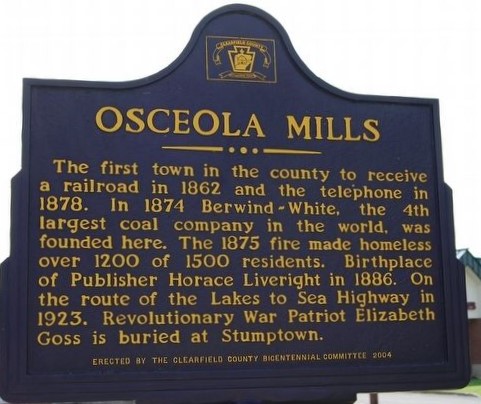 CLEARFIELD COUNTY
OSCEOLA MILLS
The first town in the county to receive
a railroad in 1862 and the telephone in
1878. In 1874 Berwind-White, the 4th
largest coal company in the world, was
founded here. The 1875 fire made homeless
over 1200 of 1500 residents. Birthplace
of Publisher Horace Liveright in 1886. On
the route of the Lakes to Sea Highway in
1923. Revolutionary War Patriot Elizabeth
Goss is buried at Stumptown.
ERECTED BY THE CLEARFIELD COUNTY BICENTENNIAL COMMITTEE 2004